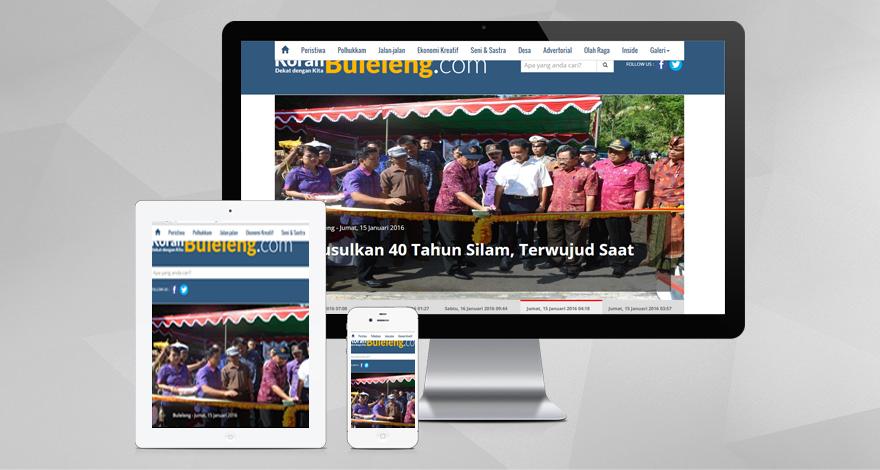 Peristiwa Polhukkam Jalan-jalan Ekonomi Kreatif Seni & Sastra Desa Advertorial Olah Raga Inside Galeri
Koran Buleleng.com
Dekat dengan Kita
Apa yang anda cari?
FOLLOW US :
leng - Jumat, 15 Januari 2016
usulkan 40 Tahun Silam, Terwujud Saat
2016 07:08
2016 01:27
Sabtu, 16 Januari 2016 09:44
Jumat, 15 Januari 2016 04:18
Jumat, 15 Januari 2016 03:57
Peristiwa Polhukkam Jalan-jalan Ekonomi Kreatif Seni & Sastra
Koran Buleleng.com
Dekat dengan Kita
Apa yang anda cari?
FOLLOW US :
Buleleng - Jumat, 15 Januari 2016
Buleleng.com